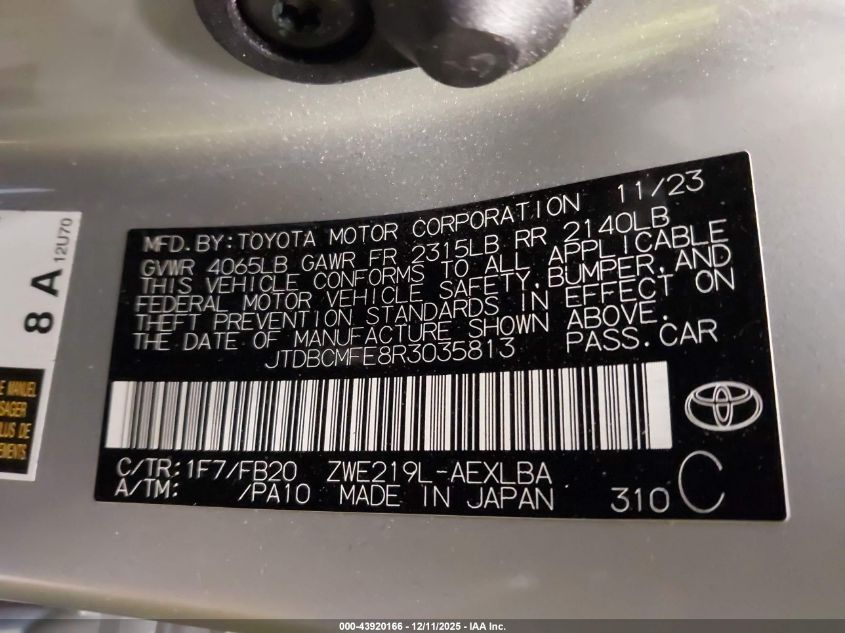 MFD.BY:TOYOTA MOTOR CORPORATION 11/23
GVWR 4065LB GAWR FR 2315LB RR 2140LB
THIS VEHICLE CONFORMS TO ALL APPLICABLE
FEDERAL MOTOR VEHICLE SAFETY,BUMPER,AND
THEFT PREVENTION STANDARDS IN EFFECT ON
THE DATE OF MANUFACTURE SHOWN ABOVE.
JTDBCMFE8R3035813 PASS.CAR
C/TR:1F7/FB20 ZWE219L-AEXLBA
A/TM: /PA10 MADE IN JAPAN 310 C
8 A
12U70
MANUEL
PLUS DE
000-43920166 - 12/11/2025 - IAA Inc.